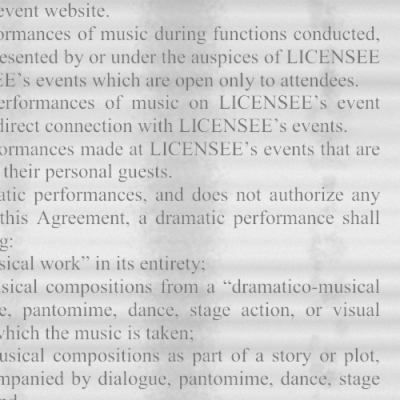 event website.
ormances of music during functions conducted,
esented by or under the auspices of LICENSEE
EE's events which are open only to attendees.
erformances of music on LICENSEE's event
direct connection with LICENSEE's events.
ormances made at LICENSEE's events that are
their personal guests.
atic performances, and does not authorize any
this Agreement, a dramatic performance shall
g:
sical work" in its entirety;
sical compositions from a "dramatico-musical
e, pantomime, dance, stage action, or visual
which the music is taken;
usical compositions as part of a story or plot,
mpanied by dialogue, pantomime, dance, stage